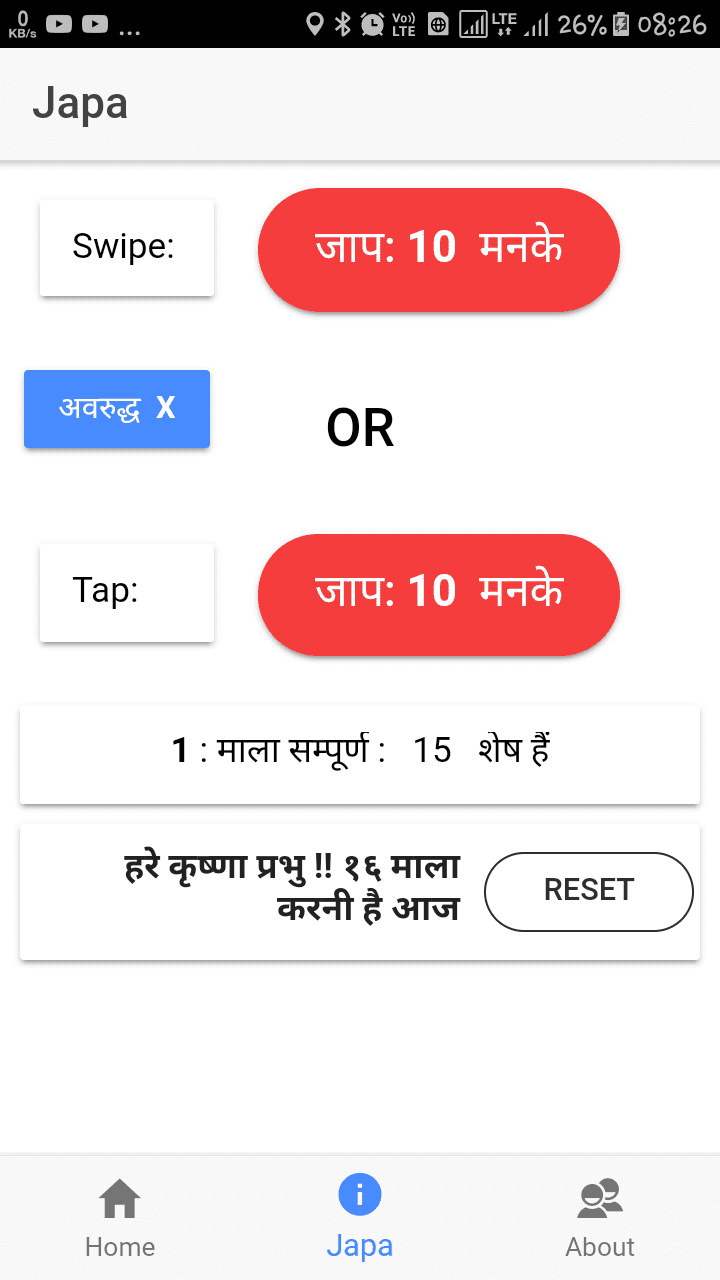 0
KB/s ... Vo)) LTE LTE 26% 08:26
Japa
Swipe: जाप: 10 मनके
अवरुद्ध X
OR
Tap: जाप: 10 मनके
1 : माला सम्पूर्ण : 15 शेष हैं
हरे कृष्णा प्रभु !! १६ माला
करनी है आज
RESET
Home Japa About